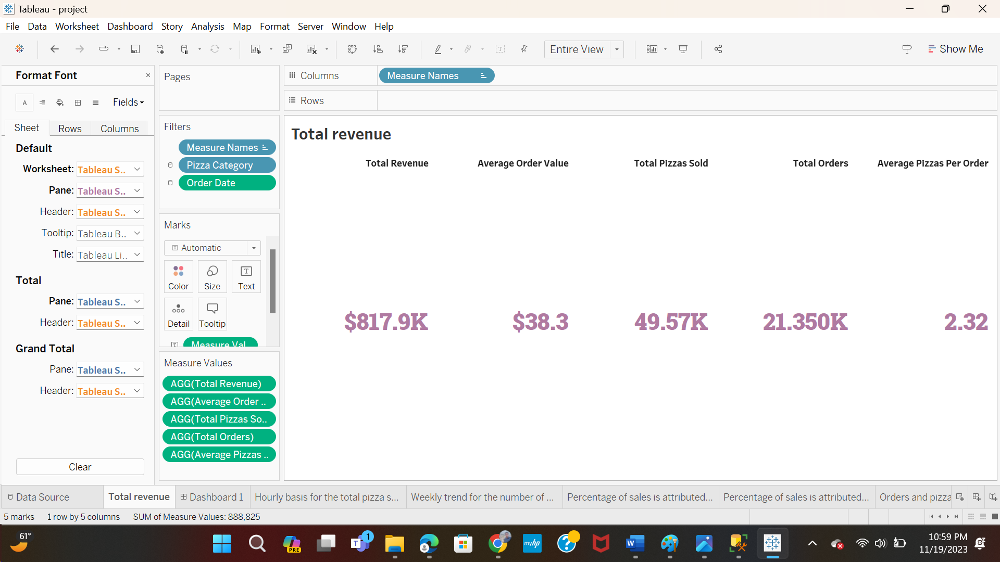 Tableau - project
File Data Worksheet Dashboard Story Analysis Map Format Server Window Help
Entire View
Show Me
Format Font
Fields
Sheet Rows Columns
Default
Worksheet: Tableau S..
Pane: Tableau S..
Header: Tableau S..
Tooltip: Tableau B..
Title: Tableau Li..
Total
Pane: Tableau S..
Header: Tableau S..
Grand Total
Pane: Tableau S..
Header: Tableau S..
Clear
Pages
Filters
Measure Names
Pizza Category
Order Date
Marks
Automatic
Color Size Text
Detail Tooltip
Measure Val..
Measure Values
AGG(Total Revenue)
AGG(Average Order ..
AGG(Total Pizzas So..
AGG(Total Orders)
AGG(Average Pizzas ..
Columns Measure Names
Rows
Total revenue
Total Revenue Average Order Value Total Pizzas Sold Total Orders Average Pizzas Per Order
$817.9K $38.3 49.57K 21.350K 2.32
Data Source Total revenue Dashboard 1 Hourly basis for the total pizza s... Weekly trend for the number of ... Percentage of sales is attributed... Percentage of sales is attributed... Orders and pizza
5 marks 1 row by 5 columns SUM of Measure Values: 888,825
61°
PRE
1
myhp
10:59 PM
11/19/2023